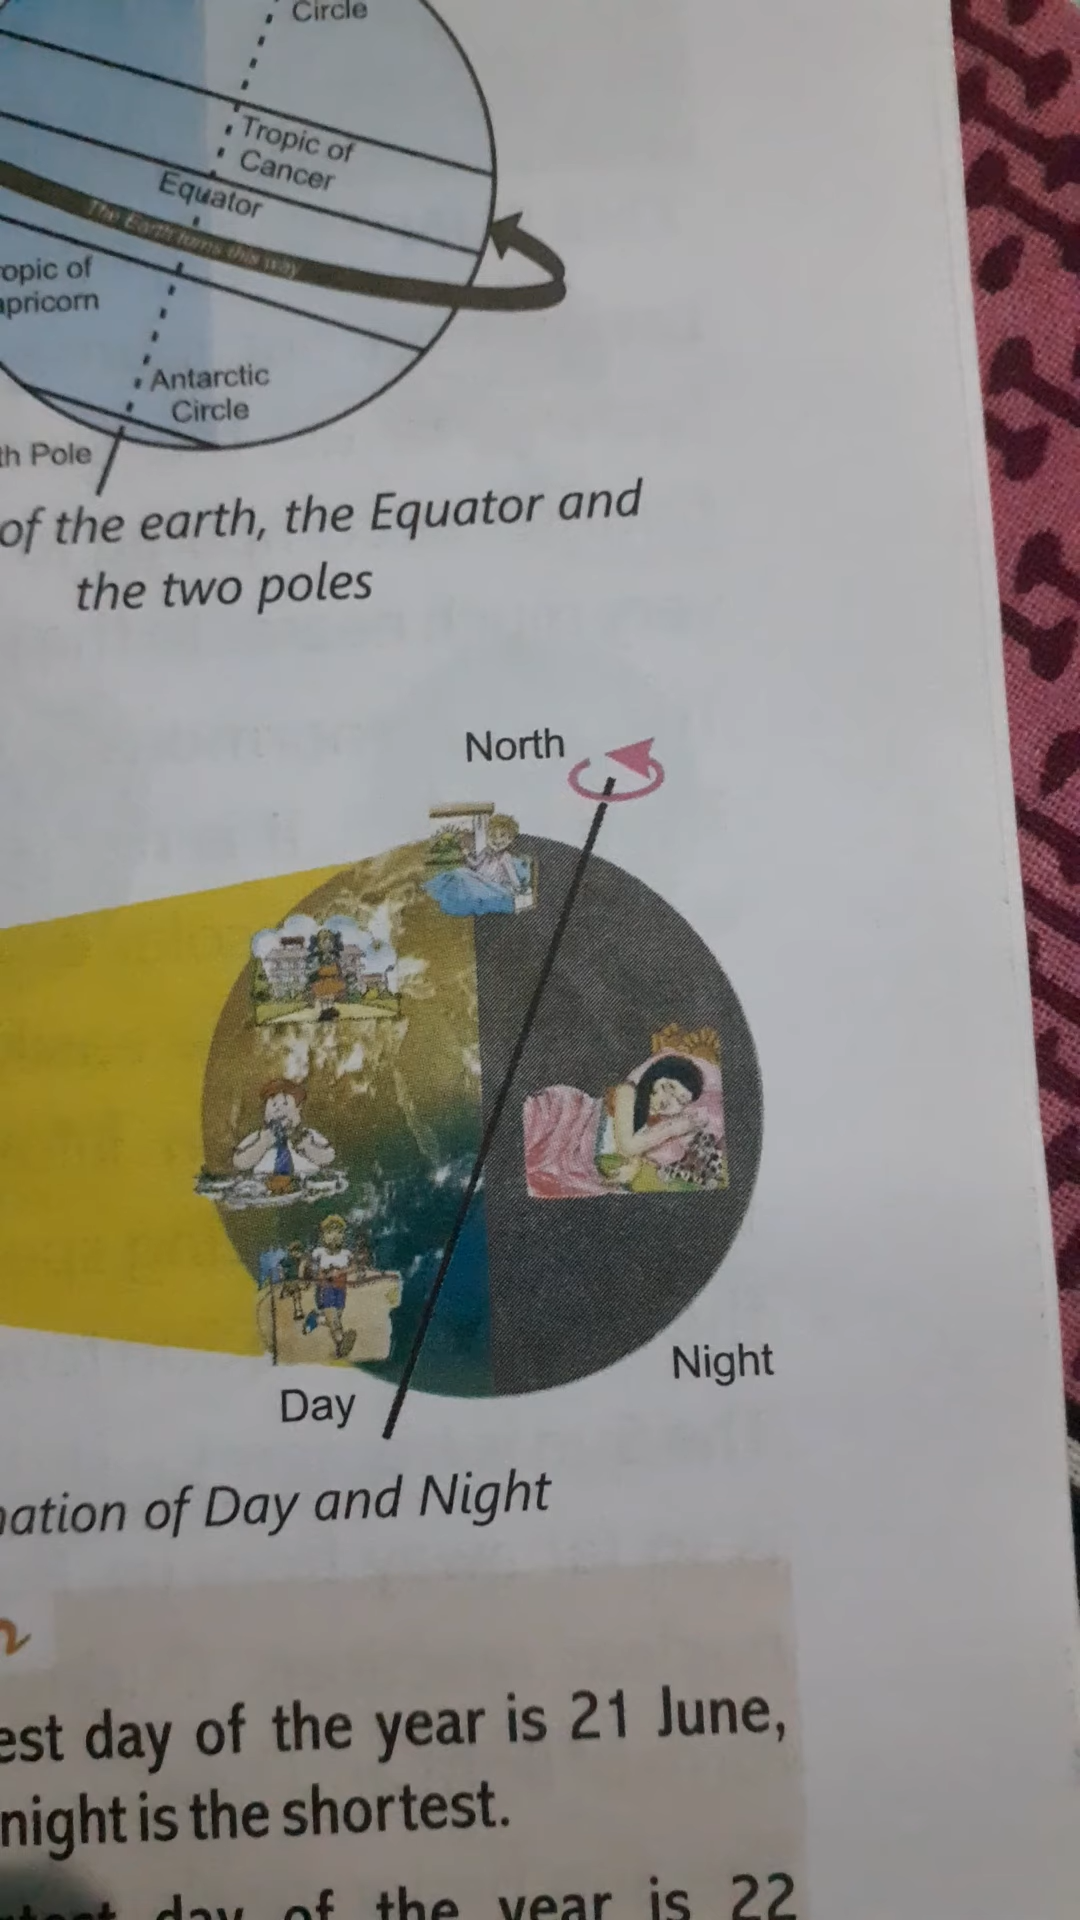 Circle
Tropic of
Cancer
Equator
The Earth turns this way
opic of
apricorn
Antarctic
Circle
th Pole
of the earth, the Equator and
the two poles
North
Night
Day
ation of Day and Night
est day of the year is 21 June,
night is the shortest.
day of the year is 22